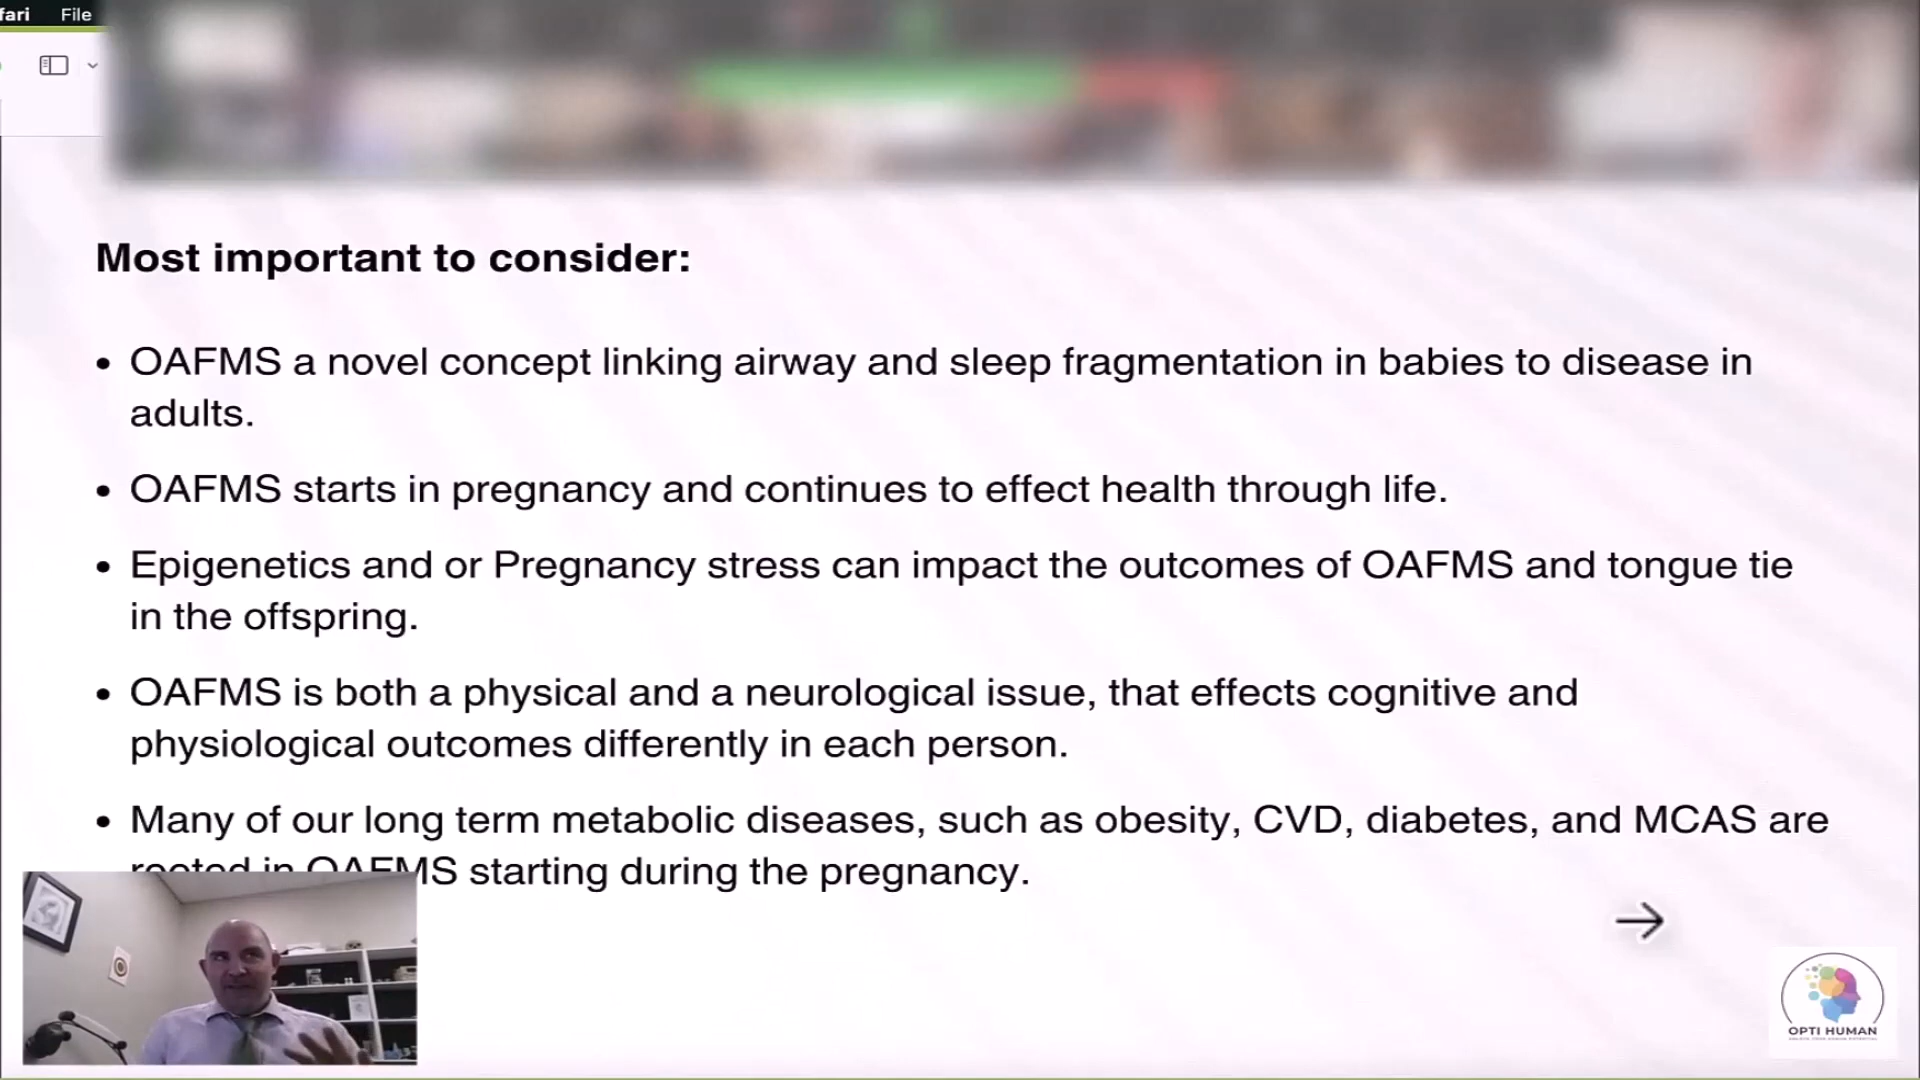 fari File
Most important to consider:
• OAFMS a novel concept linking airway and sleep fragmentation in babies to disease in
adults.
• OAFMS starts in pregnancy and continues to effect health through life.
• Epigenetics and or Pregnancy stress can impact the outcomes of OAFMS and tongue tie
in the offspring.
• OAFMS is both a physical and a neurological issue, that effects cognitive and
physiological outcomes differently in each person.
• Many of our long term metabolic diseases, such as obesity, CVD, diabetes, and MCAS are
rooted in OAFMS starting during the pregnancy.
OPTI HUMAN